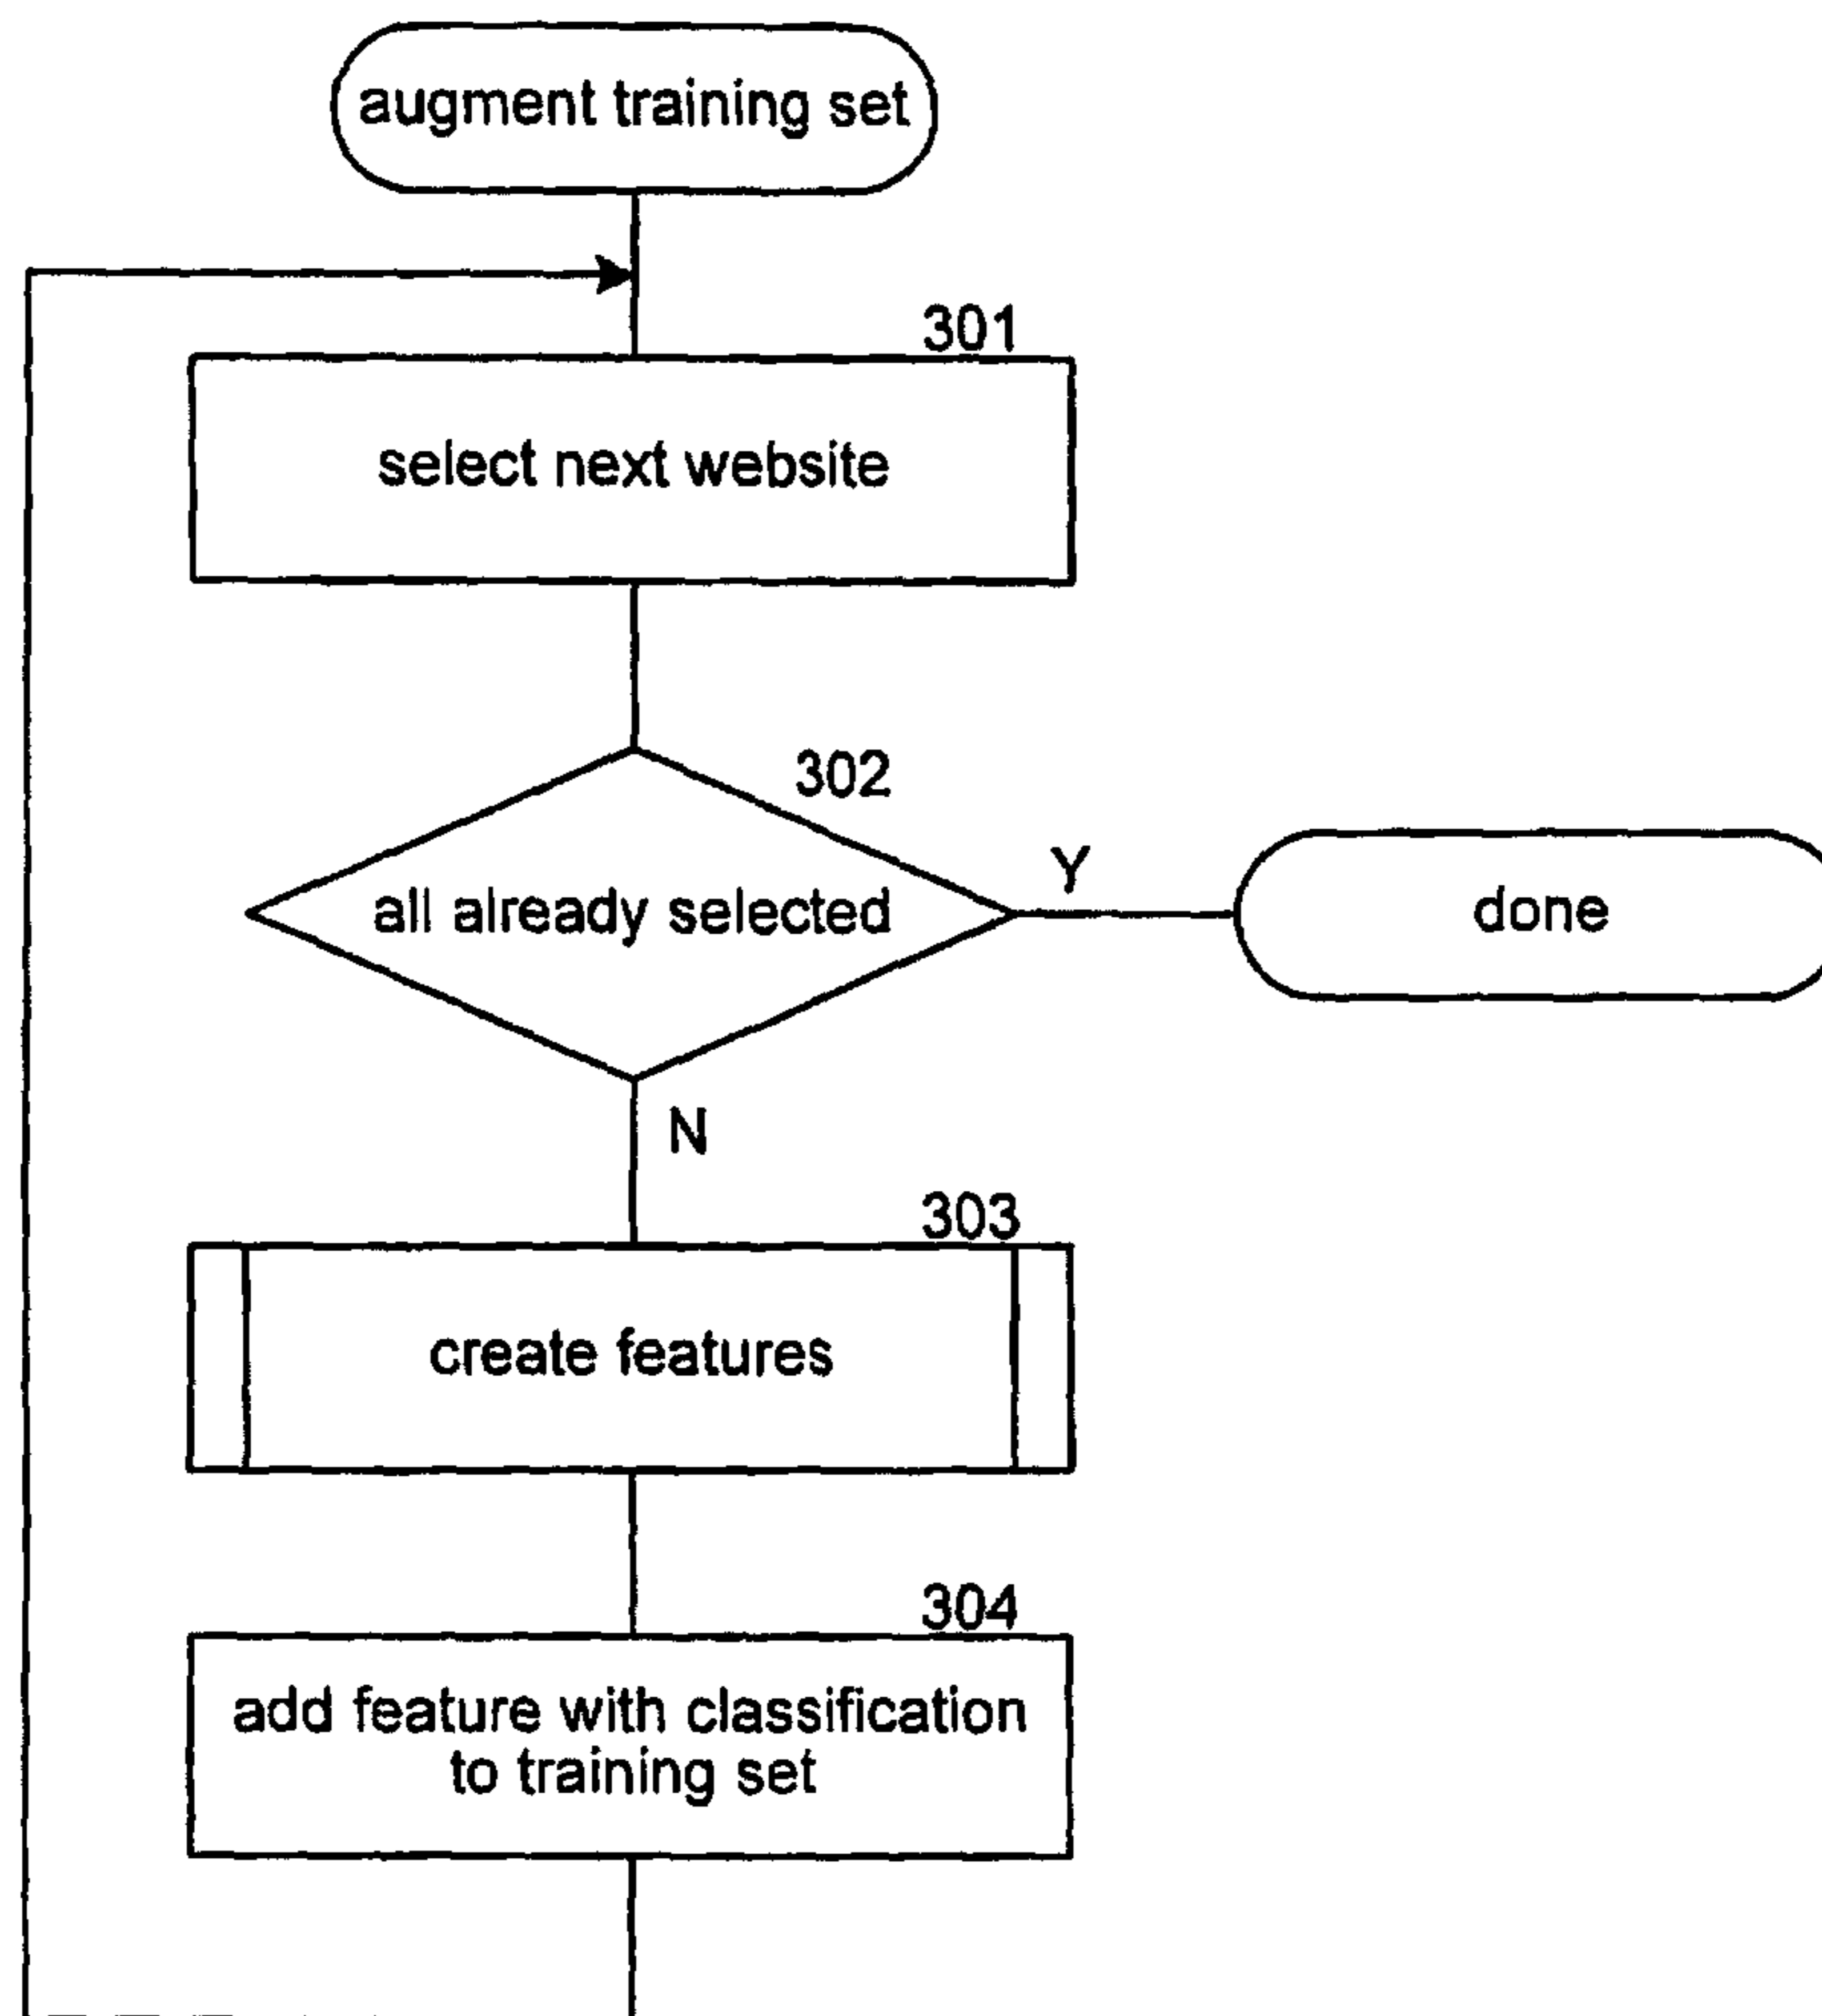 augment training set
301
select next website
302
all already selected
Y
done
N
303
create features
304
add feature with classification
to training set